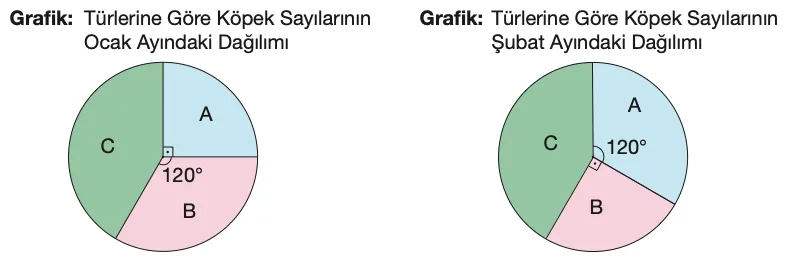 Grafik: Türlerine Göre Köpek Sayılarının
Ocak Ayındaki Dağılımı
A
C
120°
B
Grafik: Türlerine Göre Köpek Sayılarının
Şubat Ayındaki Dağılımı
A
C
120°
B